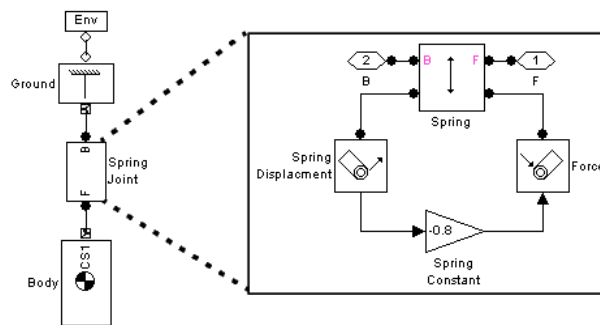 Env
Ground
B
Spring
Joint
F
CS1
Body
2
B
B
F
1
F
Spring
Spring
Displacment
Force
-0.8
Spring
Constant